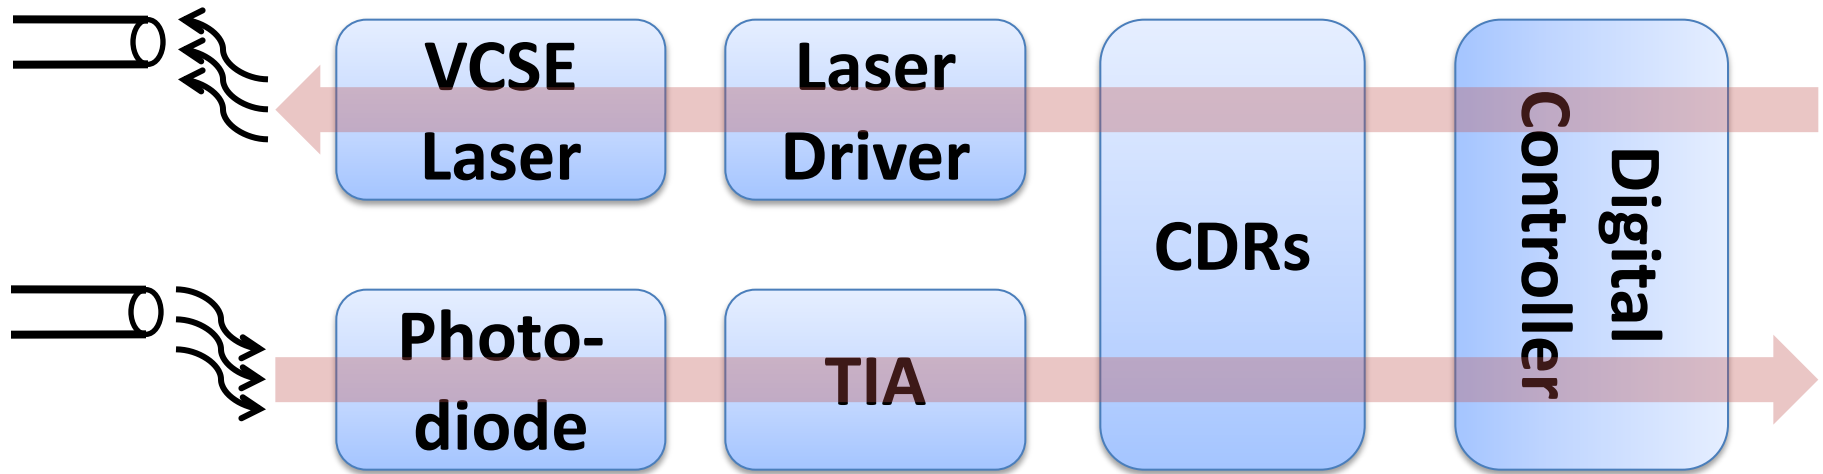 VCSE
Laser
Laser
Driver
CDRs
Digital
Controller
Photo-
diode
TIA